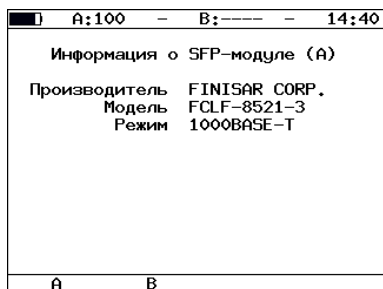 A:100 – B:---- – 14:40
Информация о SFP-модуле (A)
Производитель FINISAR CORP.
Модель FCLF-8521-3
Режим 1000BASE-T
A B